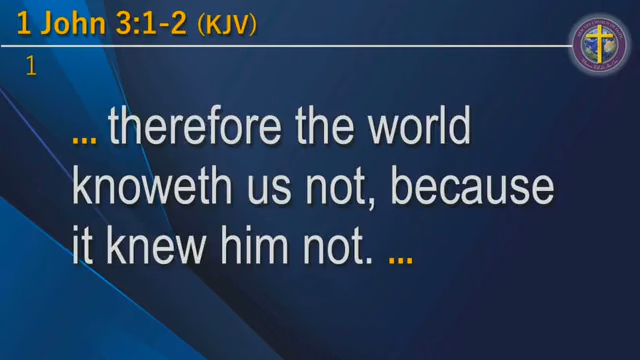 1 John 3:1-2 (KJV)
1
... therefore the world
knoweth us not, because
it knew him not. ...